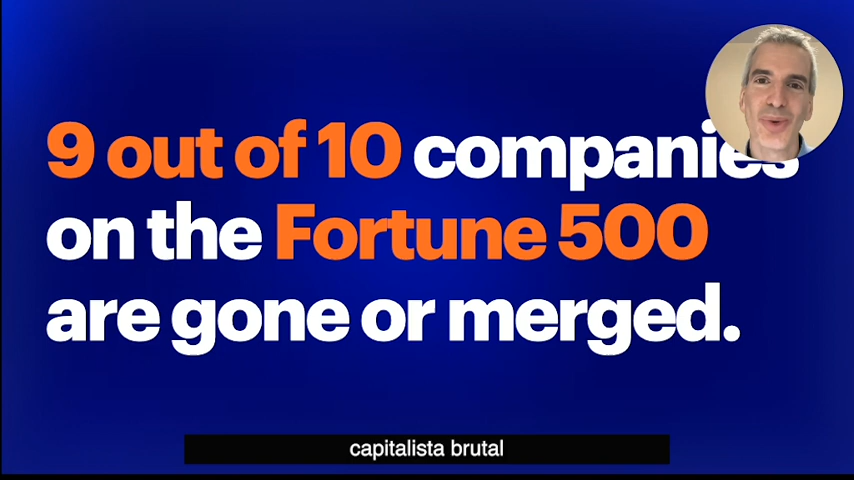 9 out of 10 companies
on the Fortune 500
are gone or merged.
capitalista brutal